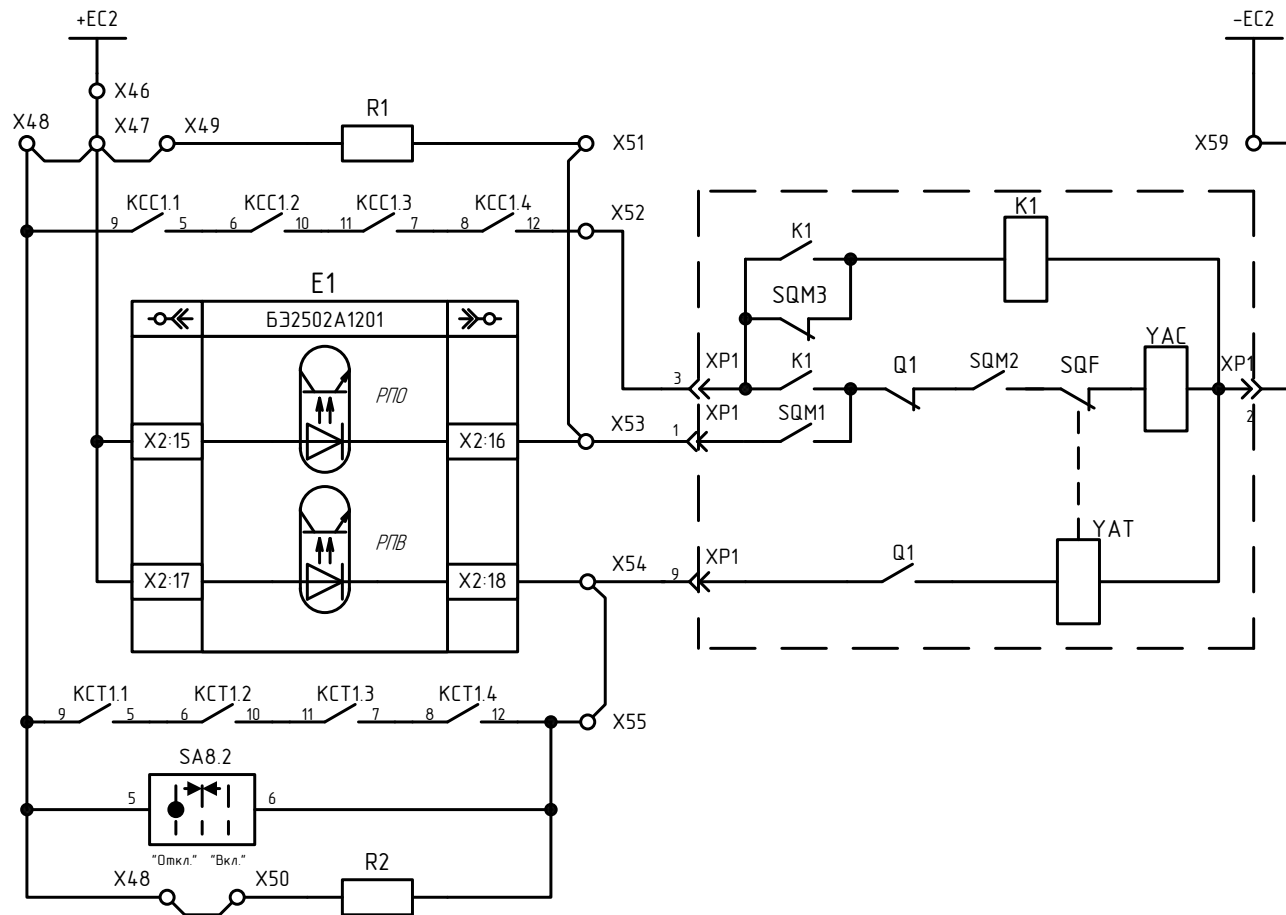 +EC2
-EC2
X46
X48
X47
X49
R1
X51
X59
KCC1.1
KCC1.2
KCC1.3
KCC1.4
X52
9
5
6
10
11
7
8
12
K1
K1
E1
БЭ2502А1201
SQM3
РПО
3
XP1
K1
Q1
SQM2
SQF
YAC
XP1
2
X2:15
X2:16
X53
1
XP1
SQM1
РПВ
YAT
X2:17
X2:18
X54
9
XP1
Q1
KCT1.1
KCT1.2
KCT1.3
KCT1.4
9
5
6
10
11
7
8
12
X55
SA8.2
5
6
"Откл."
"Вкл."
X48
X50
R2